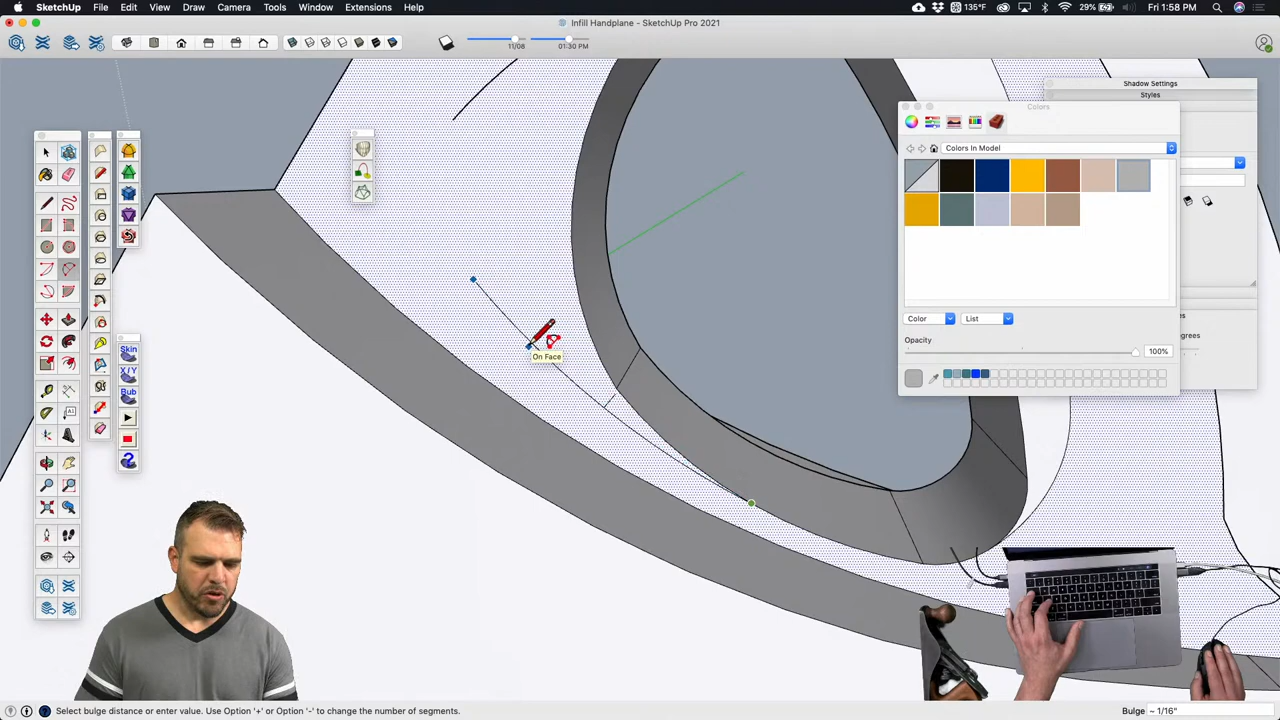 SketchUp File Edit View Draw Camera Tools Window Extensions Help
135°F 29% Fri 1:58 PM
Infill Handplane - SketchUp Pro 2021
11/08 01:30 PM
Shadow Settings
Styles
Colors
Colors In Model
Color List
Opacity
100%
Skin
X/Y
Bub
On Face
Select bulge distance or enter value. Use Option '+' or Option '-' to change the number of segments.
Bulge ~ 1/16"